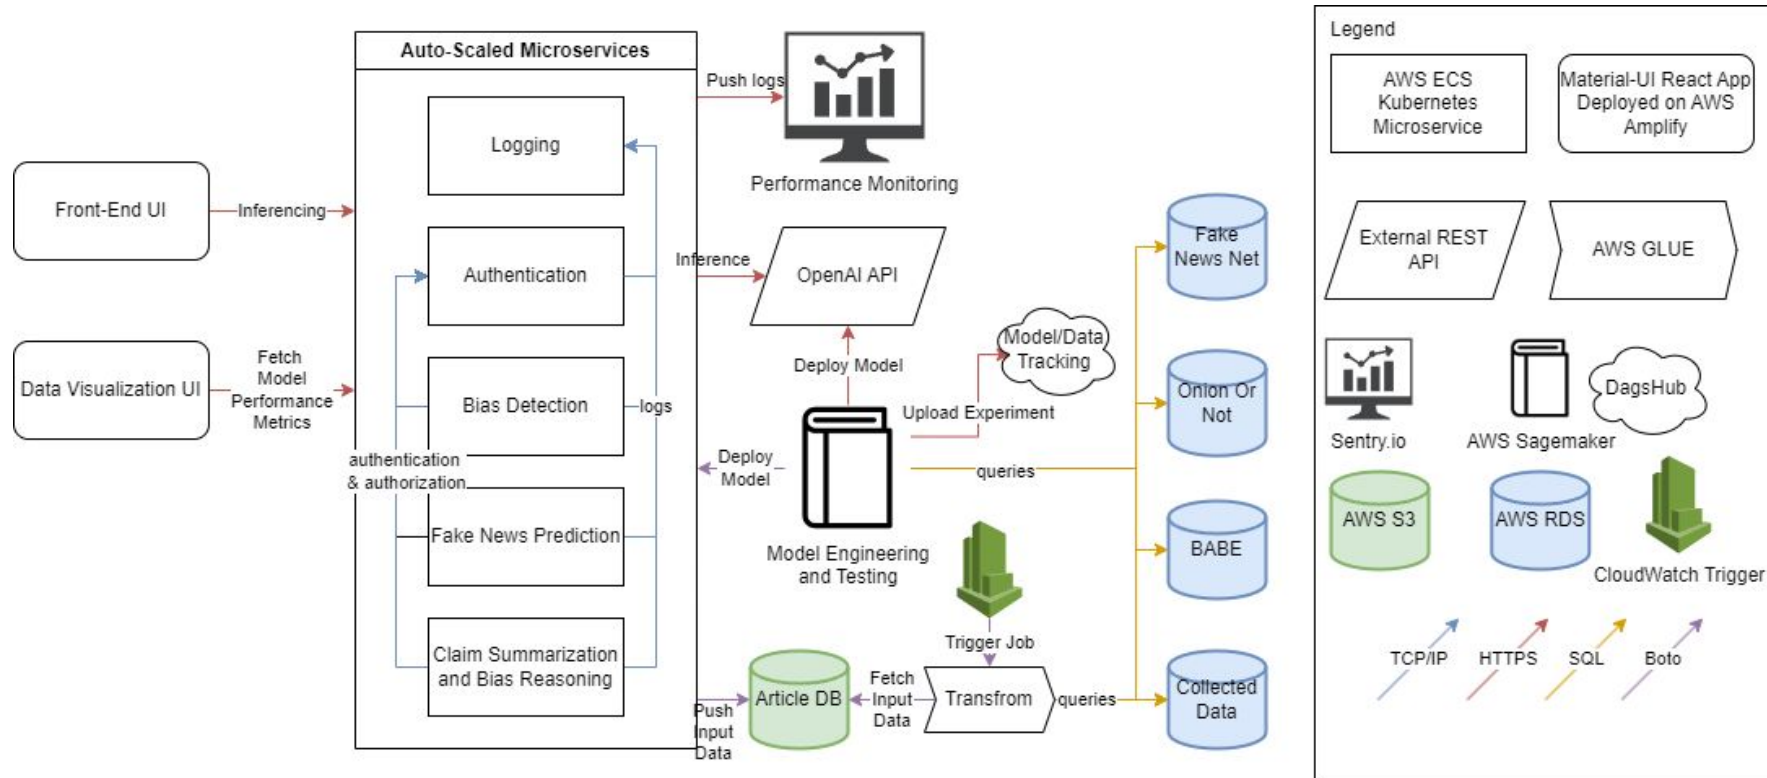 Auto-Scaled Microservices
Logging
Authentication
Bias Detection
Fake News Prediction
Claim Summarization
and Bias Reasoning
logs
authentication
& authorization
Front-End UI
Inferencing
Data Visualization UI
Fetch
Model
Performance
Metrics
Push logs
Performance Monitoring
Inference
OpenAI API
Deploy Model
Model/Data
Tracking
Upload Experiment
Deploy
Model
queries
Model Engineering
and Testing
Trigger Job
Push
Input
Data
Article DB
Fetch
Input
Data
Transfrom
queries
Fake
News Net
Onion Or
Not
BABE
Collected
Data
Legend
AWS ECS
Kubernetes
Microservice
Material-UI React App
Deployed on AWS
Amplify
External REST
API
AWS GLUE
Sentry.io
AWS Sagemaker
DagsHub
AWS S3
AWS RDS
CloudWatch Trigger
TCP/IP
HTTPS
SQL
Boto